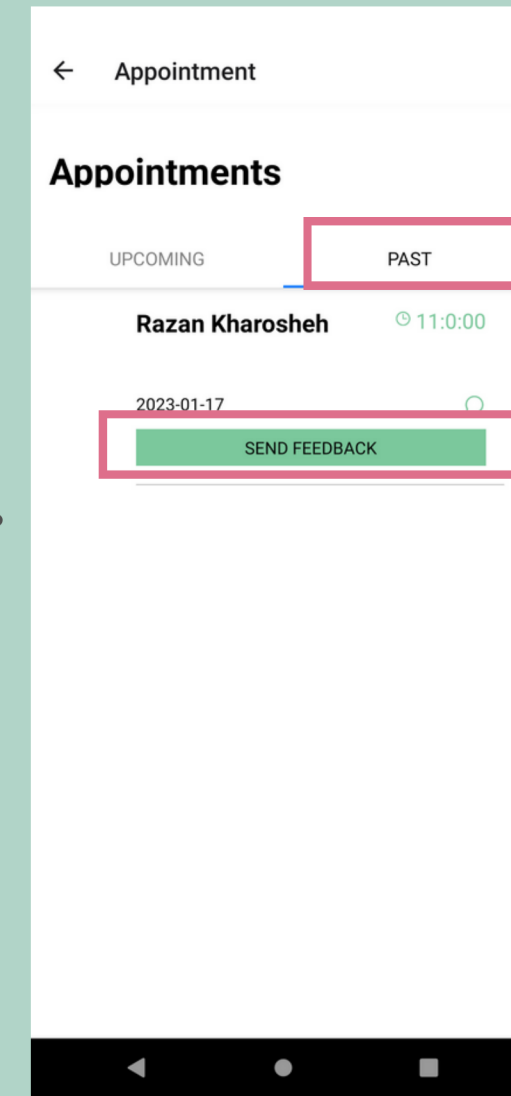 Appointment
Appointments
UPCOMING PAST
Razan Kharosheh 11:0:00
2023-01-17
SEND FEEDBACK